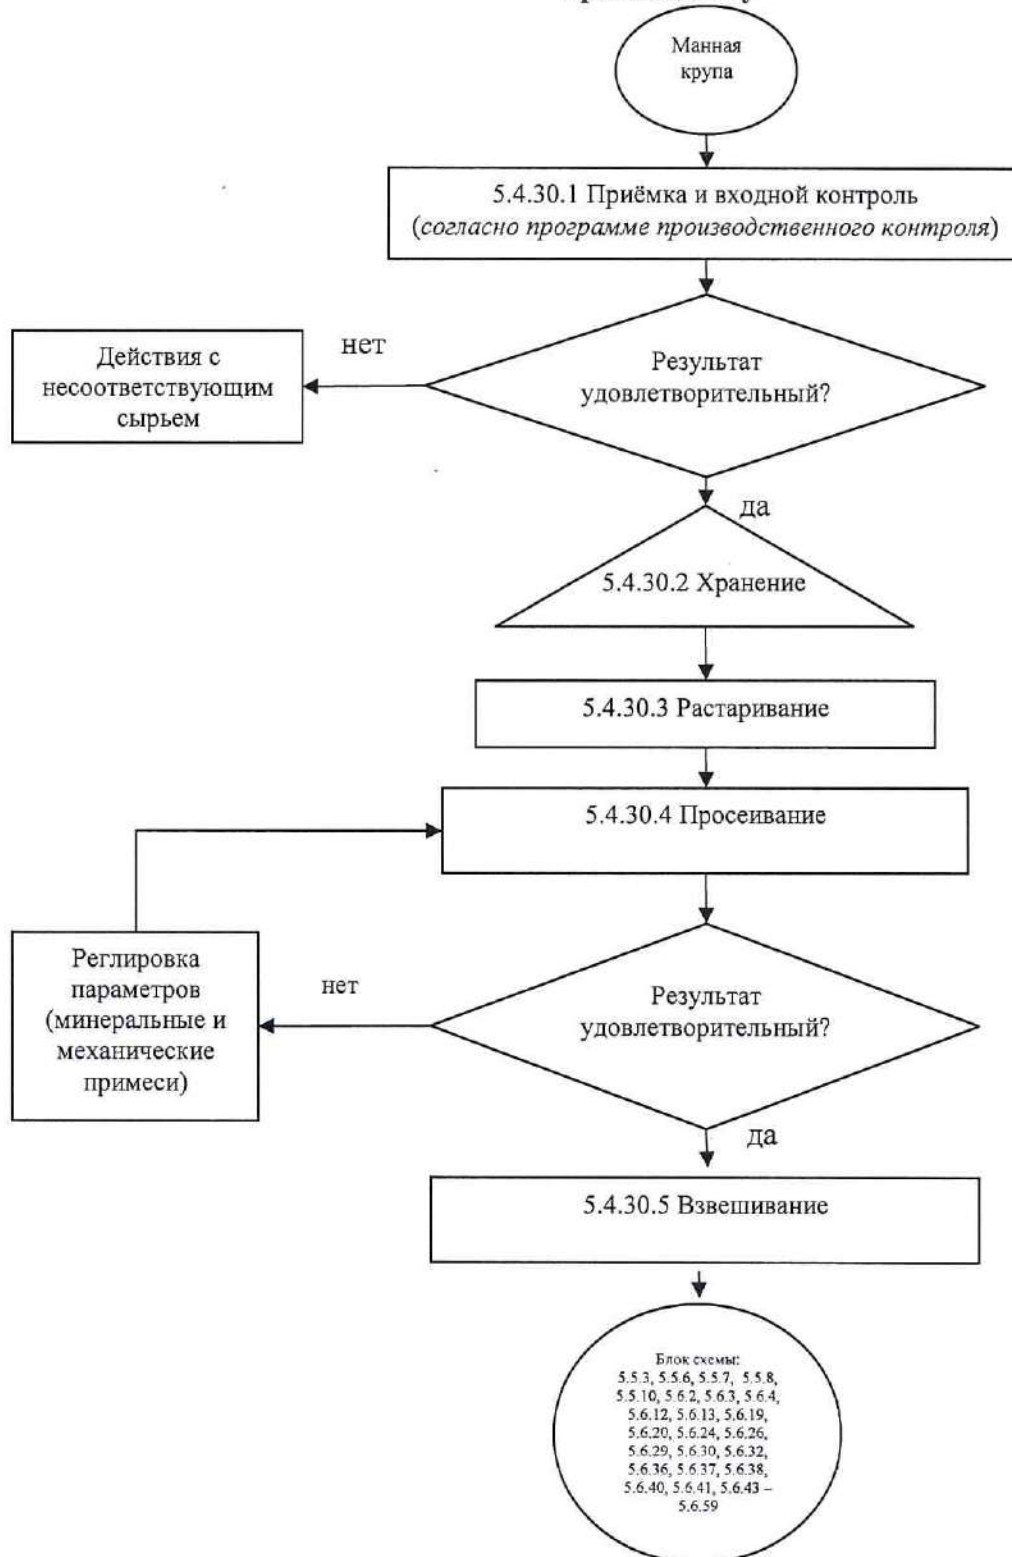 Манная
крупа
5.4.30.1 Приёмка и входной контроль
(согласно программе производственного контроля)
Результат
удовлетворительный?
нет
Действия с
несоответствующим
сырьем
да
5.4.30.2 Хранение
5.4.30.3 Растаривание
5.4.30.4 Просеивание
Результат
удовлетворительный?
нет
Реглировка
параметров
(минеральные и
механические
примеси)
да
5.4.30.5 Взвешивание
Блок схемы:
5.5.3, 5.5.6, 5.5.7, 5.5.8,
5.5.10, 5.6.2, 5.6.3, 5.6.4,
5.6.12, 5.6.13, 5.6.19,
5.6.20, 5.6.24, 5.6.26,
5.6.29, 5.6.30, 5.6.32,
5.6.36, 5.6.37, 5.6.38,
5.6.40, 5.6.41, 5.6.43 –
5.6.59